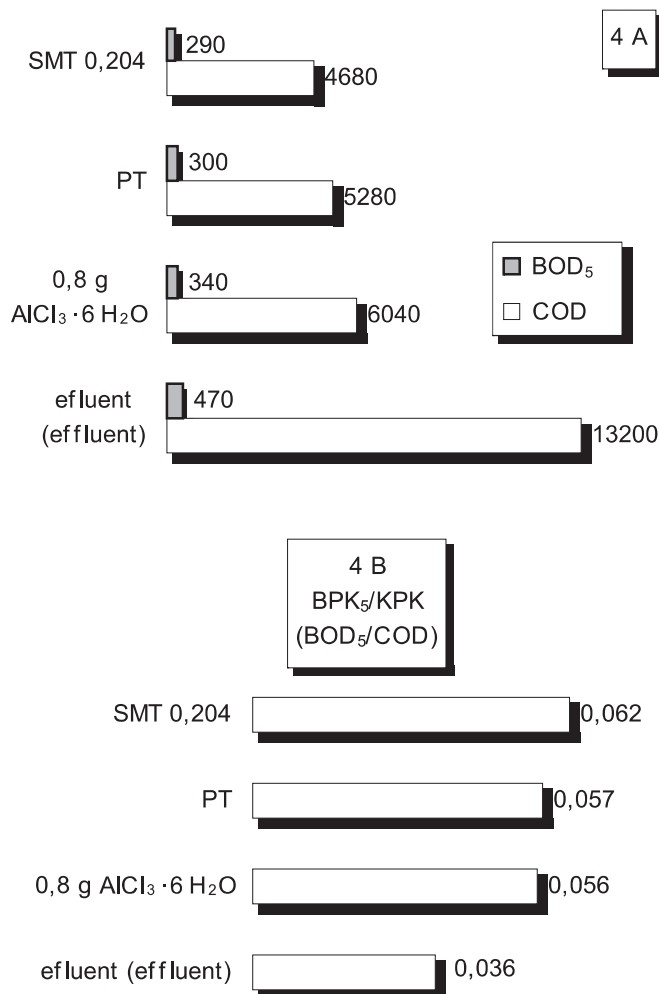 4 A
SMT 0,204
290
4680
PT
300
5280
0,8 g
AlCl₃ · 6 H₂O
340
6040
BOD₅
COD
efluent
(effluent)
470
13200
4 B
BPK₅/KPK
(BOD₅/COD)
SMT 0,204
0,062
PT
0,057
0,8 g AlCl₃ · 6 H₂O
0,056
efluent (effluent)
0,036